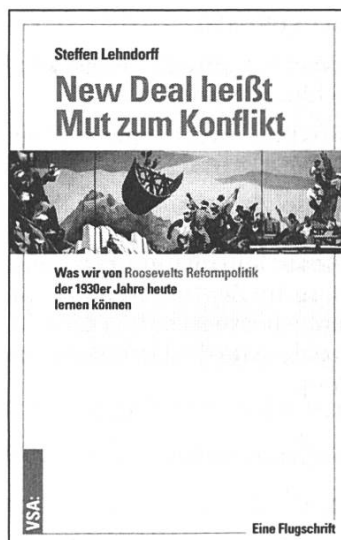 Steffen Lehndorff
New Deal heißt
Mut zum Konflikt
Was wir von Roosevelts Reformpolitik
der 1930er Jahre heute
lernen können
VSA:
Eine Flugschrift